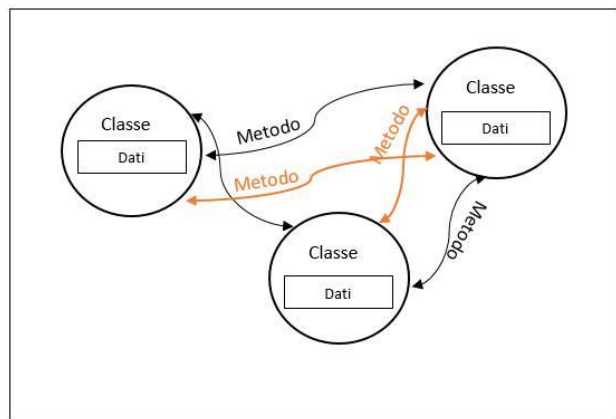 Classe
Dati
Metodo
Metodo
Metodo
Classe
Dati
Classe
Dati
Metodo